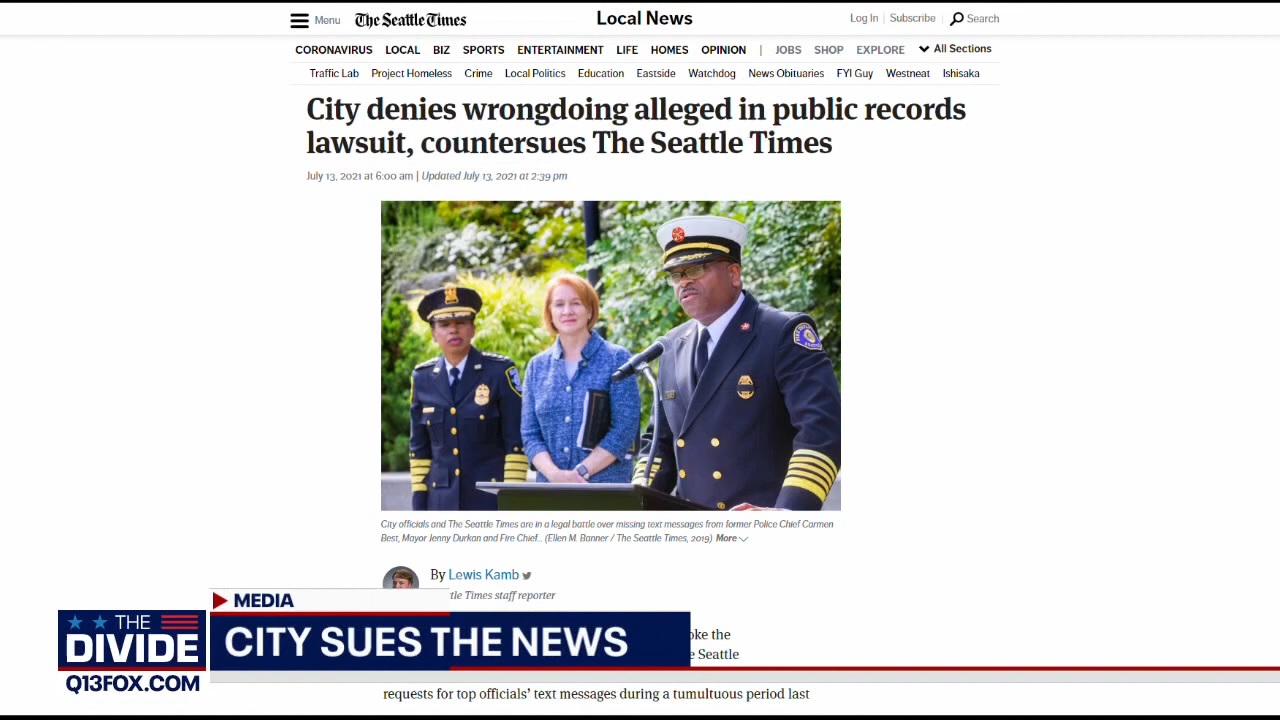 Menu The Seattle Times Local News Log In | Subscribe | Search
CORONAVIRUS LOCAL BIZ SPORTS ENTERTAINMENT LIFE HOMES OPINION | JOBS SHOP EXPLORE All Sections
Traffic Lab Project Homeless Crime Local Politics Education Eastside Watchdog News Obituaries FYI Guy Westneat Ishisaka
City denies wrongdoing alleged in public records
lawsuit, countersues The Seattle Times
July 13, 2021 at 6:00 am | Updated July 13, 2021 at 2:39 pm
City officials and The Seattle Times are in a legal battle over missing text messages from former Police Chief Carmen
Best, Mayor Jenny Durkan and Fire Chief... (Ellen M. Banner / The Seattle Times, 2019) More
By Lewis Kamb
Times staff reporter
MEDIA
THE
DIVIDE
Q13FOX.COM
CITY SUES THE NEWS
the
Seattle
requests for top officials' text messages during a tumultuous period last